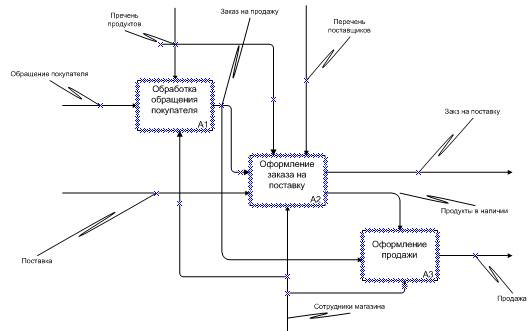 Пречень
продуктов
Заказ на продажу
Перечень
поставщиков
Обращение покупателя
Обработка
обращения
покупателя
A1
Заказ на поставку
Оформление
заказа на
поставку
A2
Продукты в наличии
Поставка
Оформление
продажи
A3
Продажа
Сотрудники магазина